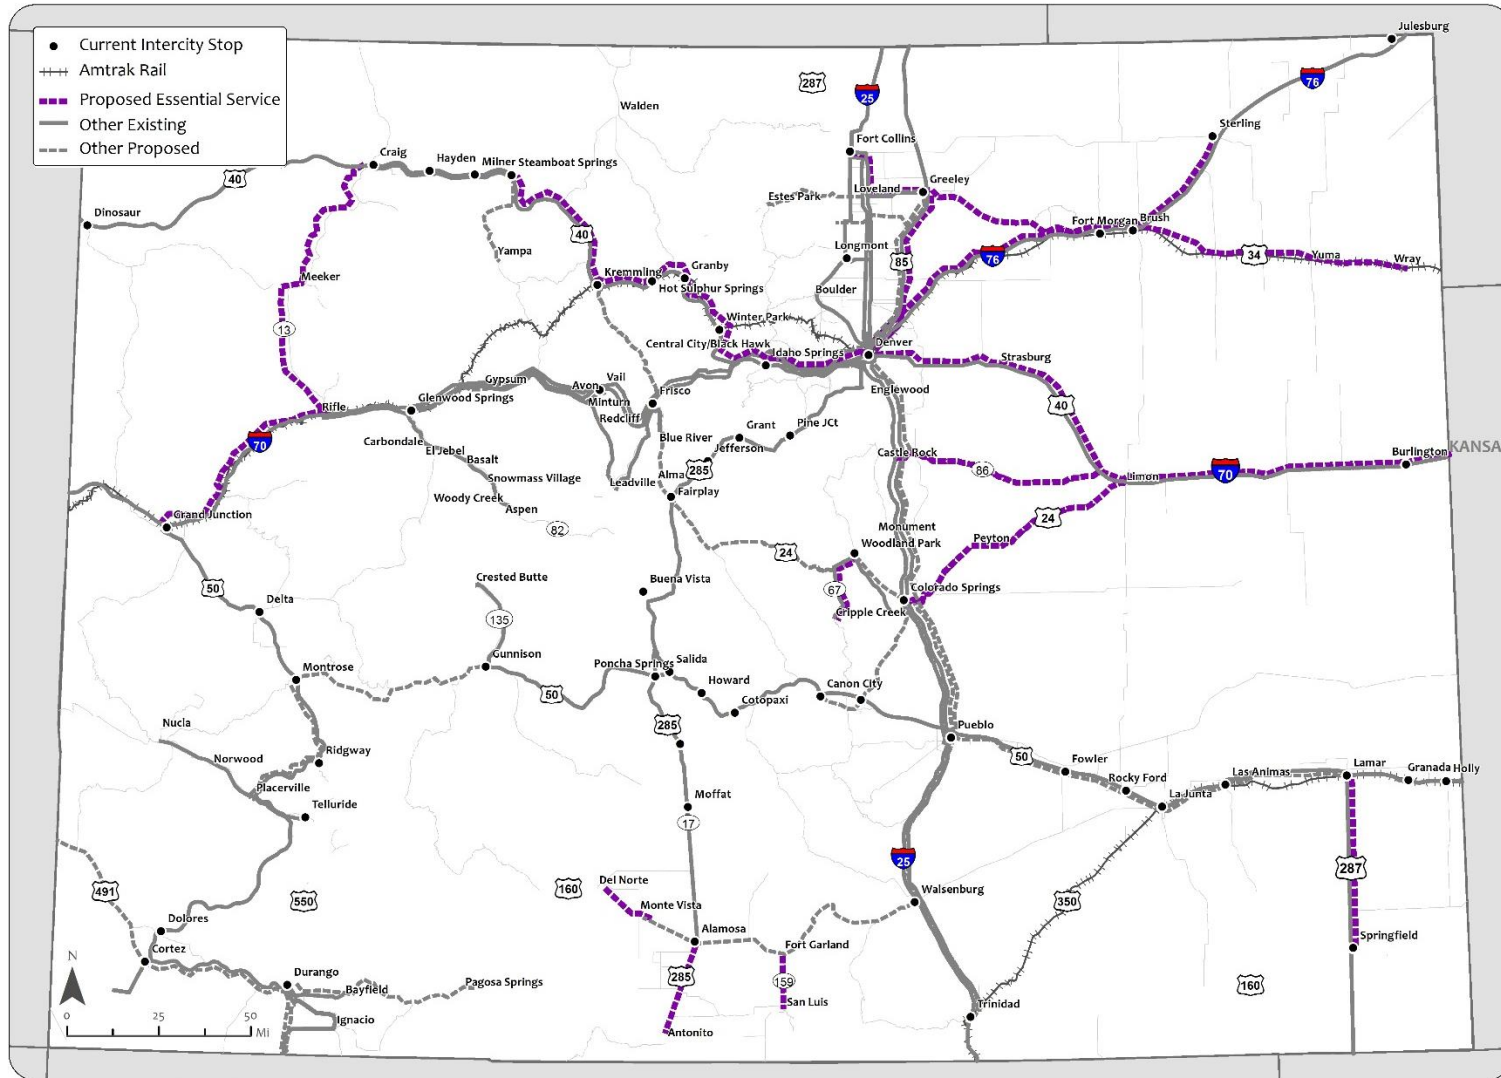 Current Intercity Stop
Amtrak Rail
Proposed Essential Service
Other Existing
Other Proposed
Julesburg
287
25
76
Walden
Sterling
Fort Collins
Craig
Hayden
Milner
Steamboat Springs
40
Loveland
Greeley
Estes Park
Dinosaur
Fort Morgan
Brush
40
Longmont
Yampa
85
76
34
Yuma
Wray
Meeker
Kremmling
Granby
Hot Sulphur Springs
Boulder
13
Winter Park
Central City/Black Hawk
Idaho Springs
Denver
Strasburg
Gypsum
Avon
Vail
Minturn
Frisco
Englewood
Rifle
Glenwood Springs
Redcliff
40
70
Carbondale
El Jebel
Basalt
Blue River
Grant
Pine JCt
Jefferson
Castle Rock
KANSA
Burlington
Snowmass Village
Leadville
Alma
285
86
Limon
70
Woody Creek
Fairplay
Aspen
Grand Junction
82
24
Monument
Woodland Park
Peyton
24
50
Crested Butte
Buena Vista
67
Colorado Springs
Delta
Cripple Creek
135
Gunnison
Montrose
Poncha Springs
Salida
Howard
Canon City
50
Cotopaxi
Nucla
285
Pueblo
Norwood
Ridgway
50
Fowler
Placerville
Rocky Ford
Las Animas
Lamar
Granada
Holly
Telluride
Moffat
La Junta
17
25
491
550
160
Del Norte
Walsenburg
350
287
Monte Vista
Dolores
Alamosa
Cortez
Fort Garland
Springfield
N
Durango
Bayfield
Pagosa Springs
285
159
160
San Luis
Trinidad
Ignacio
Antonito
0
25
50
Mi